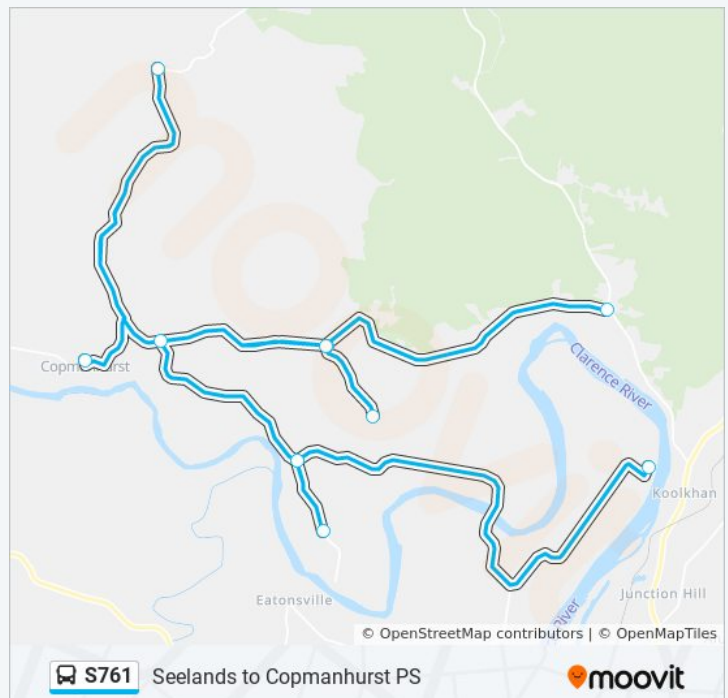 Copmanhurst
Clarence River
Koolkhan
Junction Hill
Eatonsville
River
© OpenStreetMap contributors | © OpenMapTiles
S761 Seelands to Copmanhurst PS
moovit